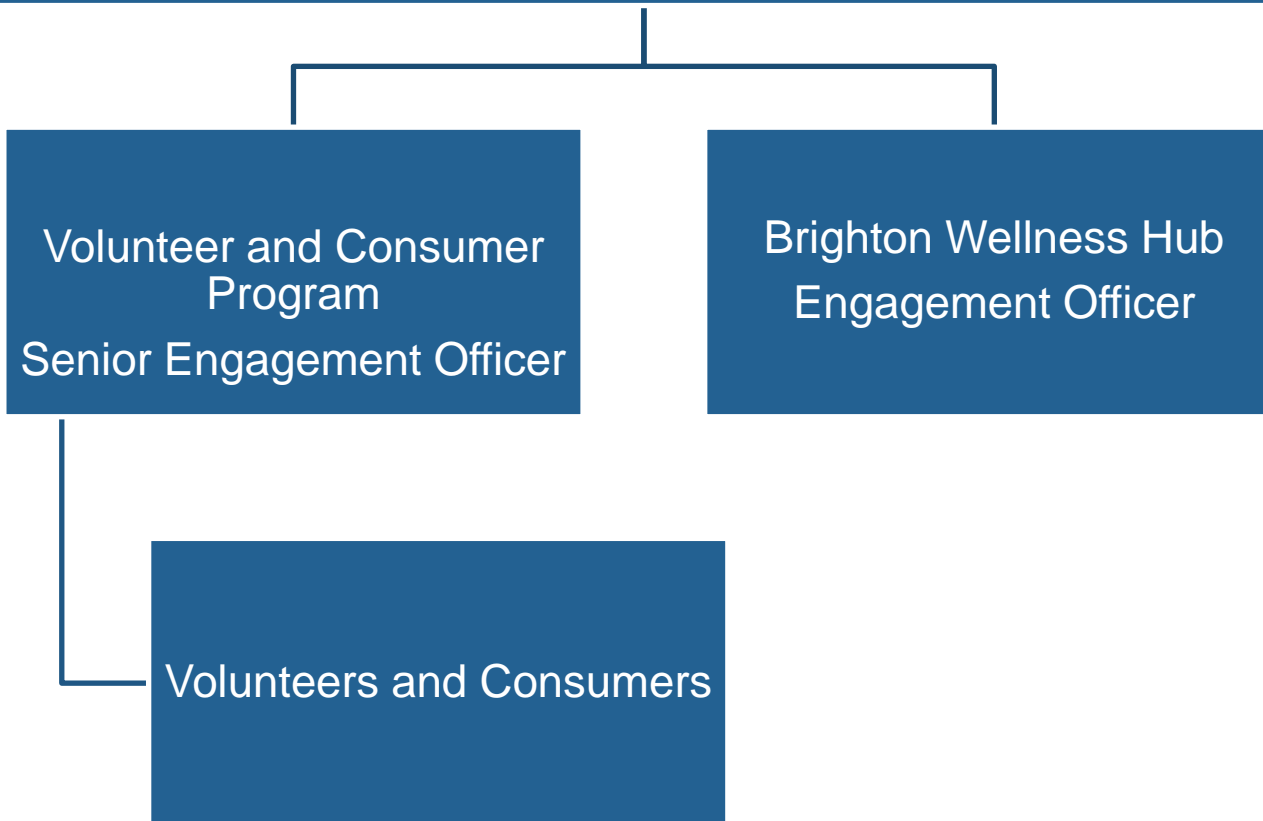 Volunteer and Consumer
Program
Senior Engagement Officer
Brighton Wellness Hub
Engagement Officer
Volunteers and Consumers